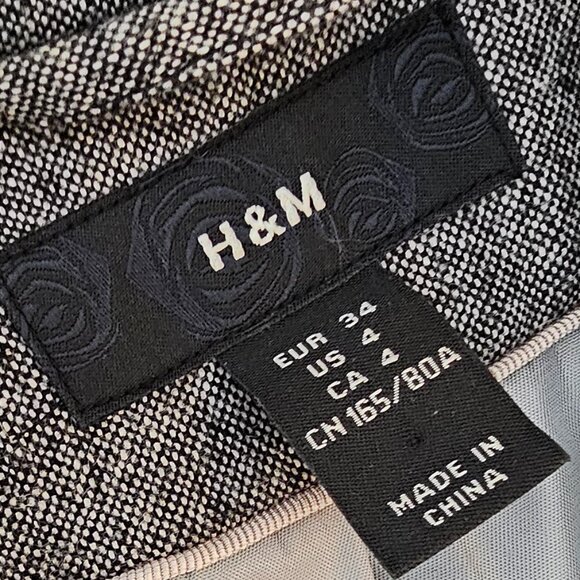 H&M
EUR 34
US 4
CA 4
CN 165/80A
MADE IN
CHINA